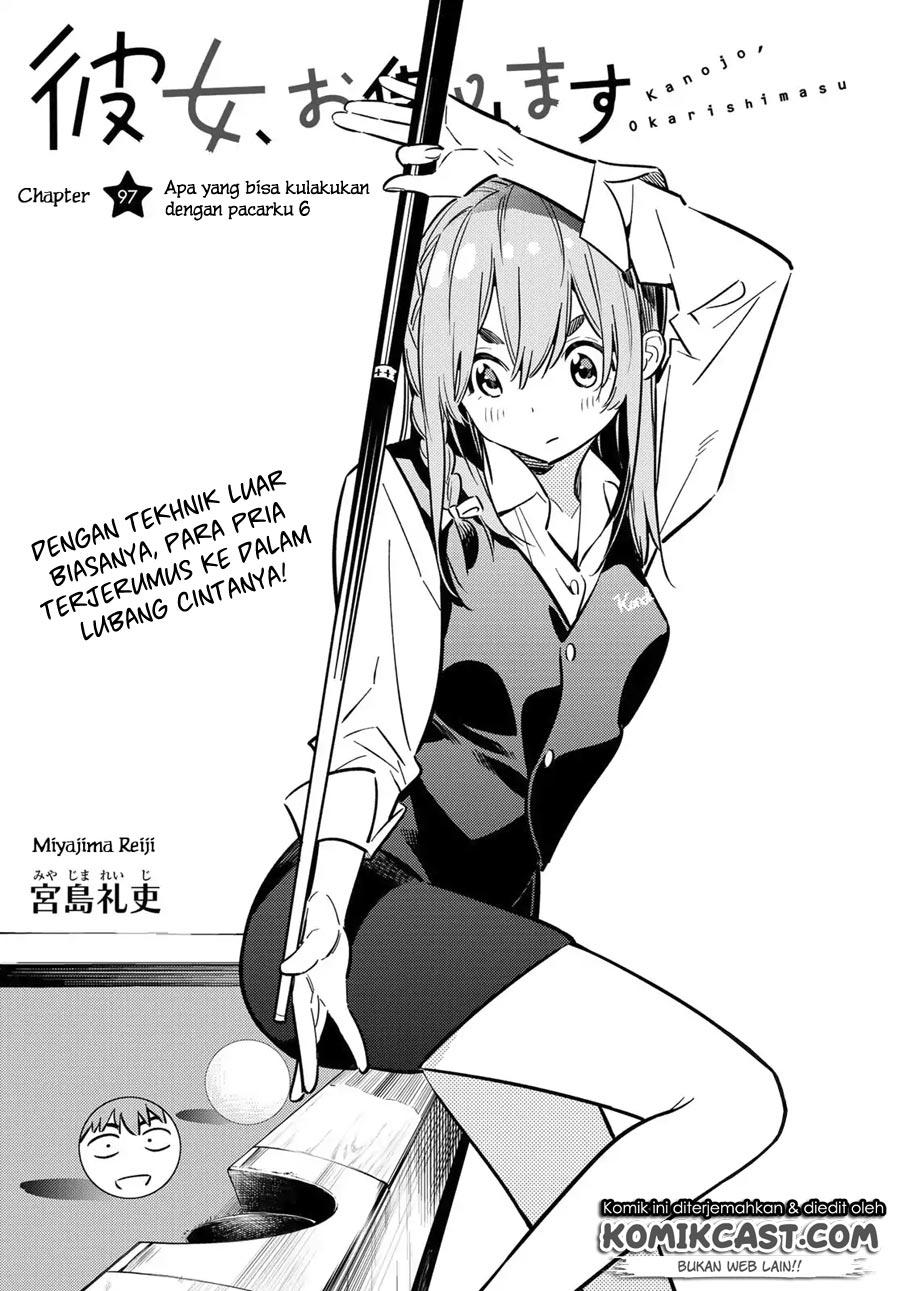 彼女、お借りします
Kanojo,
Okarishimasu
Chapter 97
Apa yang bisa kulakukan
dengan pacarku 6
DENGAN TEKHNIK LUAR
BIASANYA, PARA PRIA
TERJERUMUS KE DALAM
LUBANG CINTANYA!
Miyajima Reiji
みや じま れい じ
宮島礼吏
Komik ini diterjemahkan & diedit oleh
KOMIKCAST.COM
BUKAN WEB LAIN!!